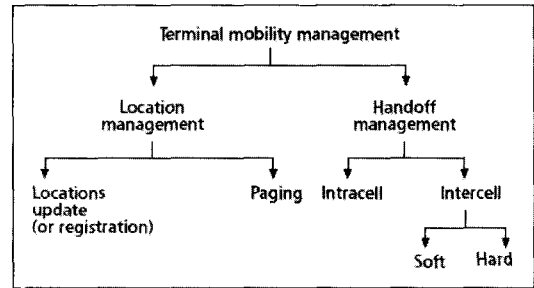 Terminal mobility management
Location
management
Handoff
management
Locations
update
(or registration)
Paging
Intracell
Intercell
Soft
Hard